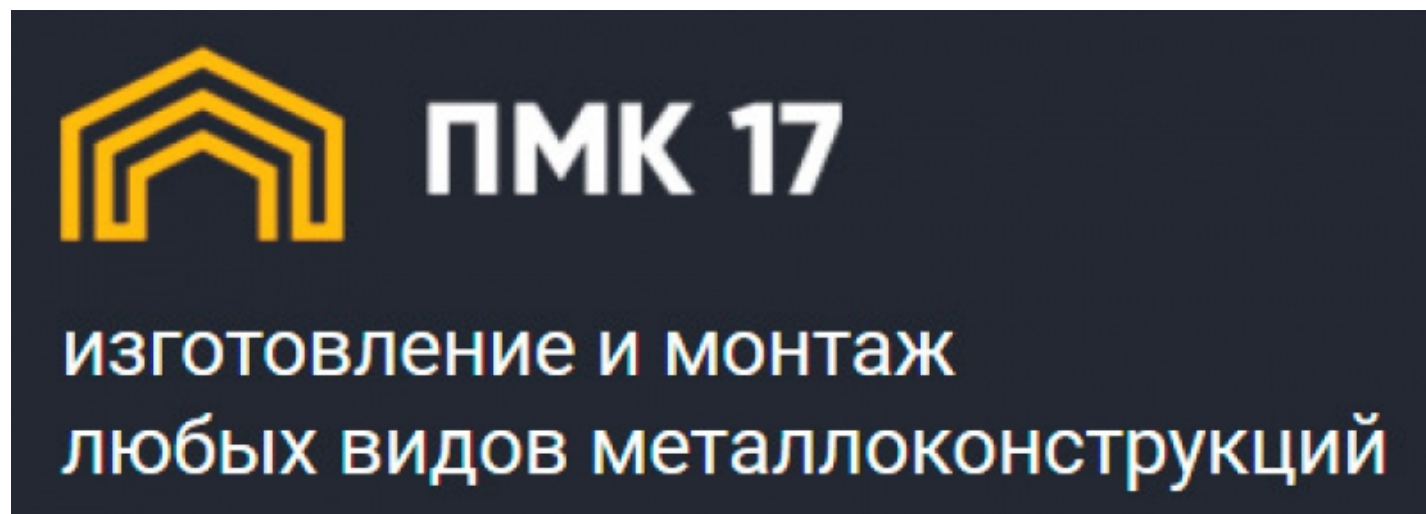 ПМК 17
изготовление и монтаж
любых видов металлоконструкций